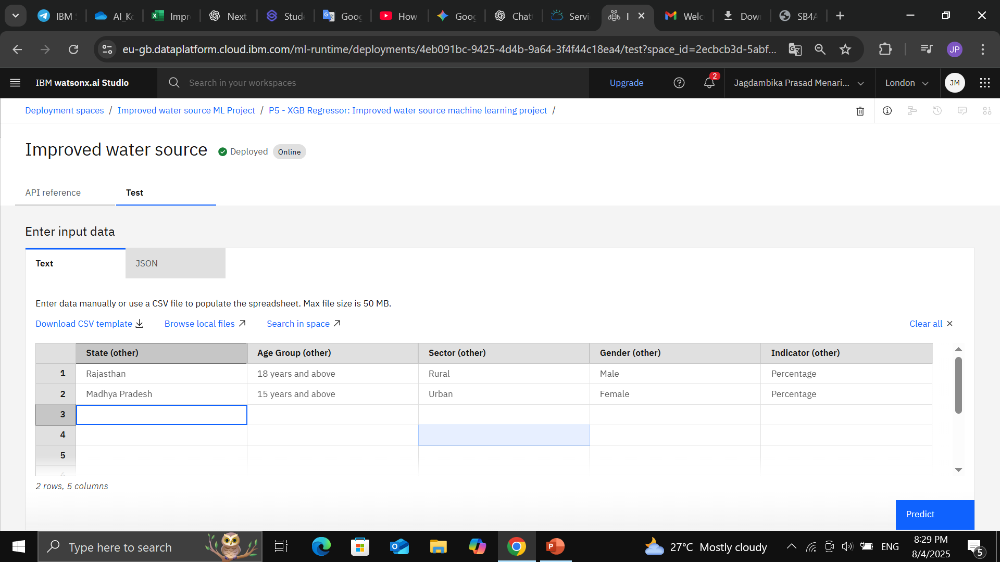 IBM
AI_K
Impr
Next
Stud
Goog
How
Goog
Chat
Servi
I
Welc
Dow
SB4A
eu-gb.dataplatform.cloud.ibm.com/ml-runtime/deployments/4eb091bc-9425-4d4b-9a64-3f4f44c18ea4/test?space_id=2ecbcb3d-5abf...
JP
IBM watsonx.ai Studio
Search in your workspaces
Upgrade
2
Jagdambika Prasad Menari...
London
JM
Deployment spaces / Improved water source ML Project / P5 - XGB Regressor: Improved water source machine learning project /
Improved water source
Deployed
Online
API reference
Test
Enter input data
Text
JSON
Enter data manually or use a CSV file to populate the spreadsheet. Max file size is 50 MB.
Download CSV template
Browse local files
Search in space
Clear all
State (other) Age Group (other) Sector (other) Gender (other) Indicator (other)
1 Rajasthan 18 years and above Rural Male Percentage
2 Madhya Pradesh 15 years and above Urban Female Percentage
3
4
5
2 rows, 5 columns
Predict
Type here to search
27°C Mostly cloudy
ENG
8:29 PM
8/4/2025
5